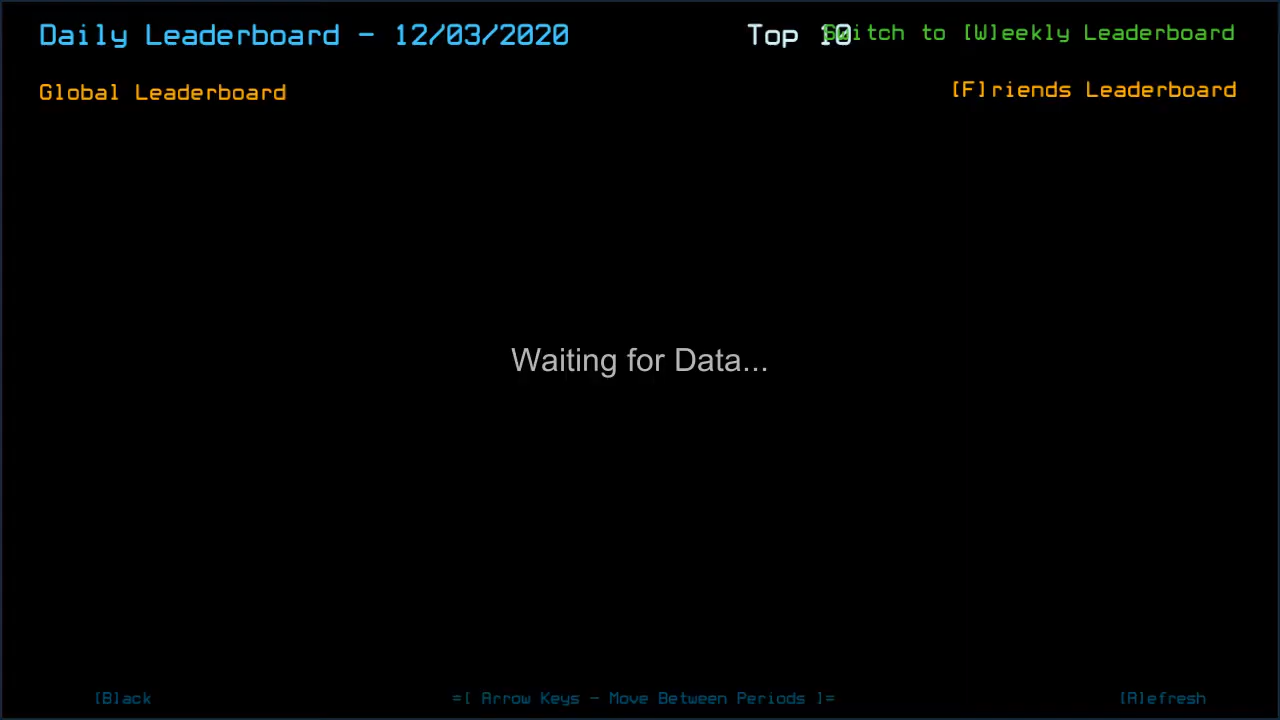 Daily Leaderboard - 12/03/2020
Top 10
Switch to [W]eekly Leaderboard
Global Leaderboard
[F]riends Leaderboard
Waiting for Data...
[B]ack
=[ Arrow Keys - Move Between Periods ]=
[R]efresh